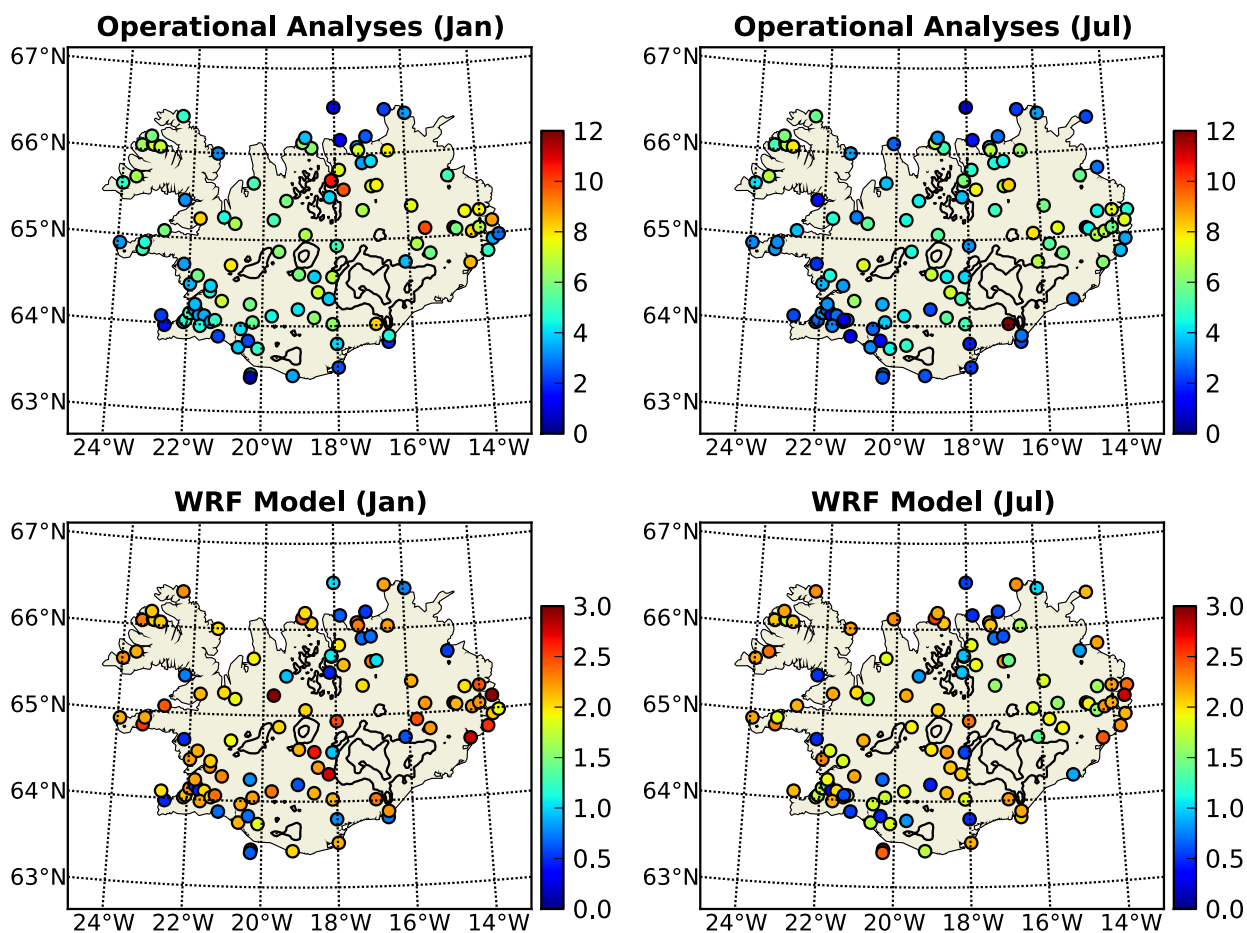 Operational Analyses (Jan)
67°N
66°N
65°N
64°N
63°N
24°W 22°W 20°W 18°W 16°W 14°W
12
10
8
6
4
2
0
Operational Analyses (Jul)
67°N
66°N
65°N
64°N
63°N
24°W 22°W 20°W 18°W 16°W 14°W
12
10
8
6
4
2
0
WRF Model (Jan)
67°N
66°N
65°N
64°N
63°N
24°W 22°W 20°W 18°W 16°W 14°W
3.0
2.5
2.0
1.5
1.0
0.5
0.0
WRF Model (Jul)
67°N
66°N
65°N
64°N
63°N
24°W 22°W 20°W 18°W 16°W 14°W
3.0
2.5
2.0
1.5
1.0
0.5
0.0